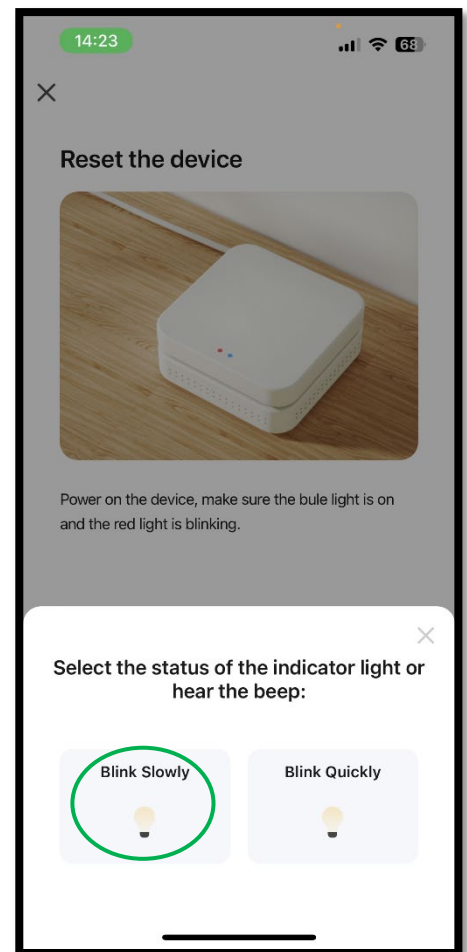 14:23
68
Reset the device
Power on the device, make sure the bule light is on
and the red light is blinking.
Select the status of the indicator light or
hear the beep:
Blink Slowly
Blink Quickly